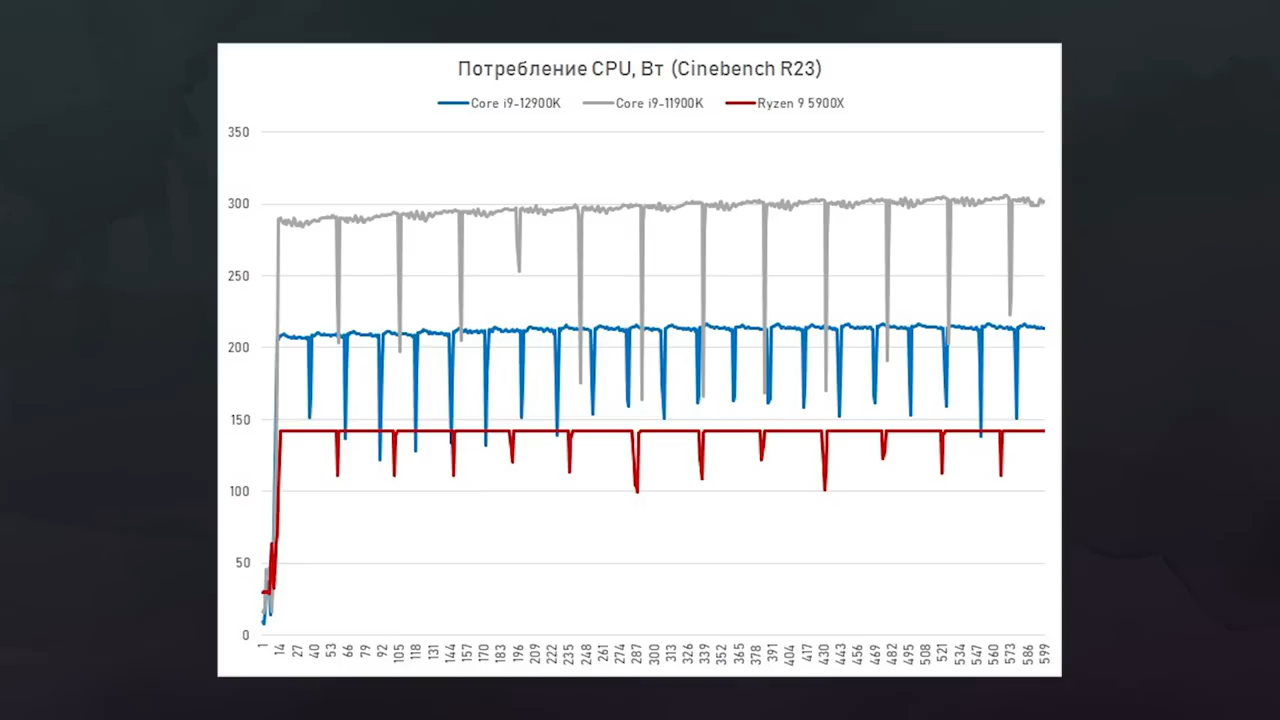 Потребление CPU, Вт (Cinebench R23)
Core i9-12900K Core i9-11900K Ryzen 9 5900X
350
300
250
200
150
100
50
0
1 14 27 40 53 66 79 92 105 118 131 144 157 170 183 196 209 222 235 248 261 274 287 300 313 326 339 352 365 378 391 404 417 430 443 456 469 482 495 508 521 534 547 560 573 586 599